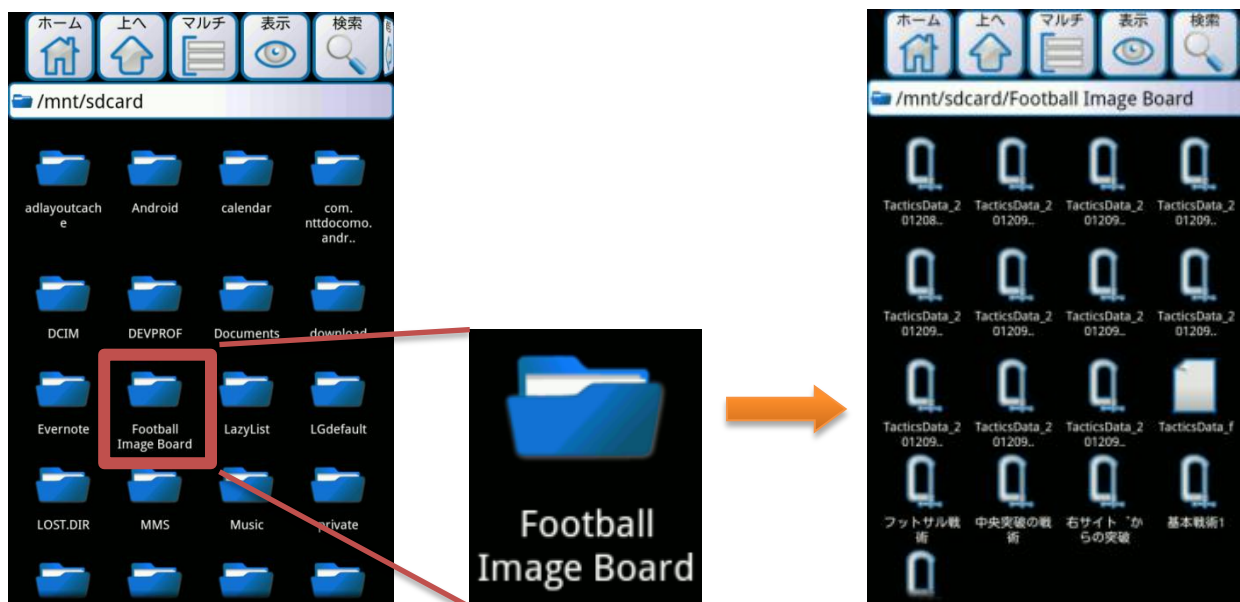 ホーム 上へ マルチ 表示 検索
/mnt/sdcard
adlayoutcach
e
Android
calendar
com.
nttdocomo.
andr..
DCIM
DEVPROF
Documents
download
Evernote
Football
Image Board
LazyList
LGdefault
LOST.DIR
MMS
Music
private
Football
Image Board
ホーム 上へ マルチ 表示 検索
/mnt/sdcard/Football Image Board
TacticsData_2
01208..
TacticsData_2
01209..
TacticsData_2
01209..
TacticsData_2
01209..
TacticsData_2
01209..
TacticsData_2
01209..
TacticsData_2
01209..
TacticsData_2
01209..
TacticsData_2
01209..
TacticsData_2
01209..
TacticsData_2
01209..
TacticsData_f
フットサル戦
術
中央突破の戦
術
右サイト゛か
らの突破
基本戦術1